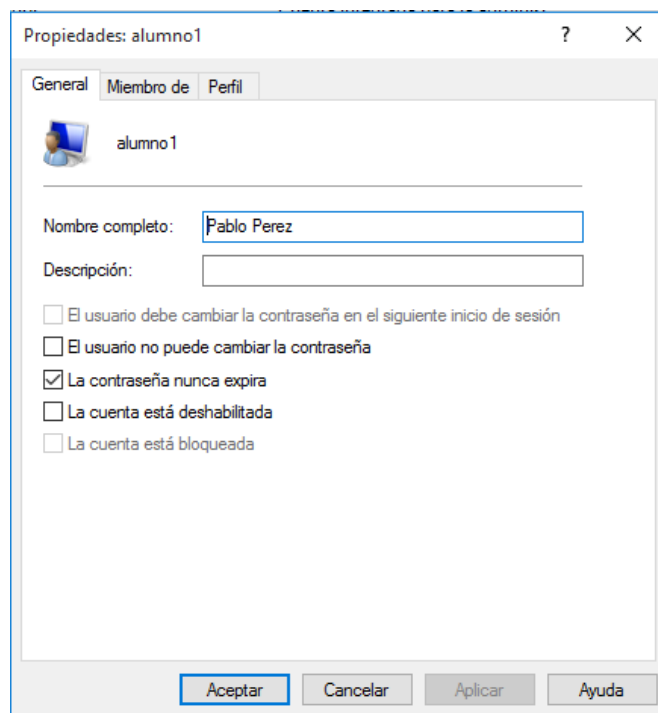 Propiedades: alumno1
?
General Miembro de Perfil
alumno1
Nombre completo: Pablo Perez
Descripción:
El usuario debe cambiar la contraseña en el siguiente inicio de sesión
El usuario no puede cambiar la contraseña
La contraseña nunca expira
La cuenta está deshabilitada
La cuenta está bloqueada
Aceptar Cancelar Aplicar Ayuda